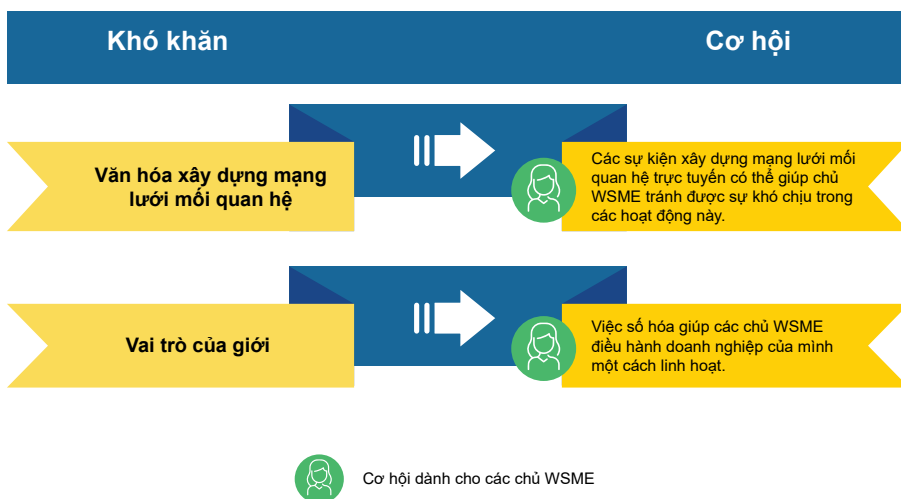 Khó khăn
Cơ hội
Văn hóa xây dựng mạng
lưới mối quan hệ
Các sự kiện xây dựng mạng lưới mối
quan hệ trực tuyến có thể giúp chủ
WSME tránh được sự khó chịu trong
các hoạt động này.
Vai trò của giới
Việc số hóa giúp các chủ WSME
điều hành doanh nghiệp của mình
một cách linh hoạt.
Cơ hội dành cho các chủ WSME